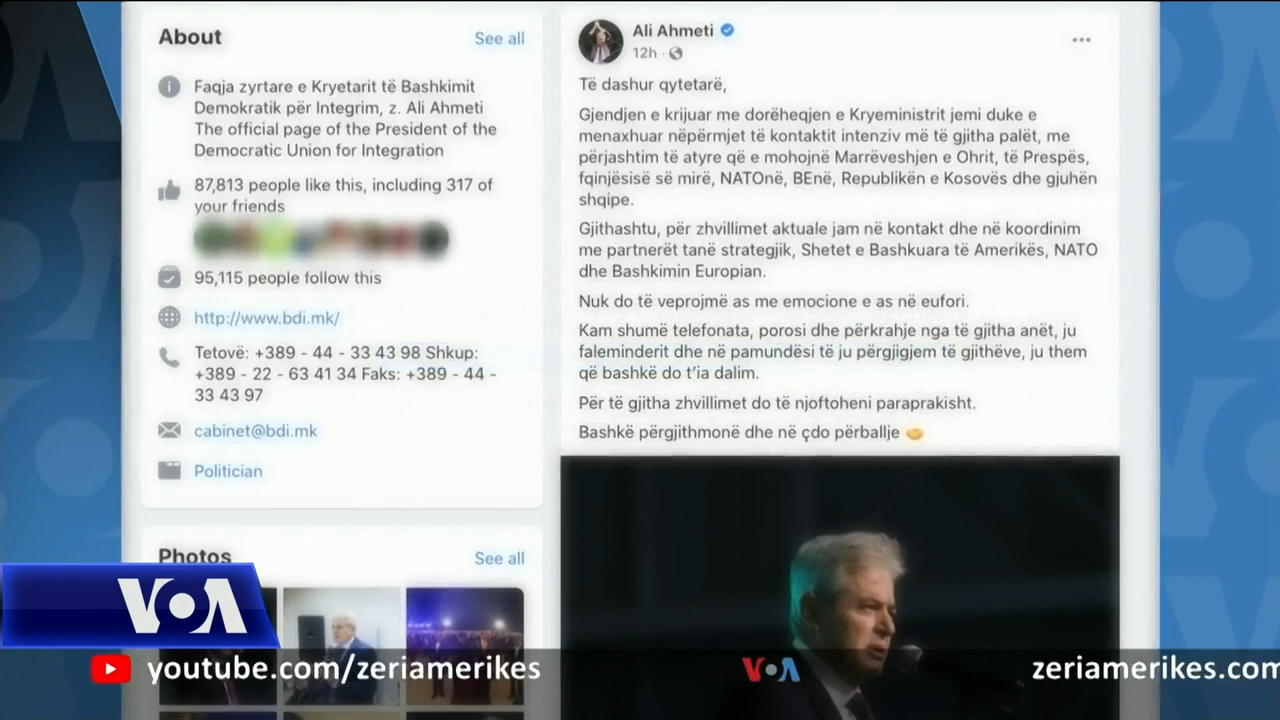 About
See all
Faqja zyrtare e Kryetarit të Bashkimit
Demokratik për Integrim, z. Ali Ahmeti
The official page of the President of the
Democratic Union for Integration
87,813 people like this, including 317 of
your friends
95,115 people follow this
http://www.bdi.mk/
Tetovë: +389 - 44 - 33 43 98 Shkup:
+389 - 22 - 63 41 34 Faks: +389 - 44 -
33 43 97
cabinet@bdi.mk
Politician
Photos
See all
Ali Ahmeti
12h ·
Të dashur qytetarë,
Gjendjen e krijuar me dorëheqjen e Kryeministrit jemi duke e
menaxhuar nëpërmjet të kontaktit intenziv më të gjitha palët, me
përjashtim të atyre që e mohojnë Marrëveshjen e Ohrit, të Prespës,
fqinjësisë së mirë, NATOnë, BEnë, Republikën e Kosovës dhe gjuhën
shqipe.
Gjithashtu, për zhvillimet aktuale jam në kontakt dhe në koordinim
me partnerët tanë strategjik, Shetet e Bashkuara të Amerikës, NATO
dhe Bashkimin Europian.
Nuk do të veprojmë as me emocione e as në eufori.
Kam shumë telefonata, porosi dhe përkrahje nga të gjitha anët, ju
faleminderit dhe në pamundësi të ju përgjigjem të gjithëve, ju them
që bashkë do t'ia dalim.
Për të gjitha zhvillimet do të njoftoheni paraprakisht.
Bashkë përgjithmonë dhe në çdo përballje 🤝
VOA
youtube.com/zeriamerikes
VOA
zeriamerikes.com